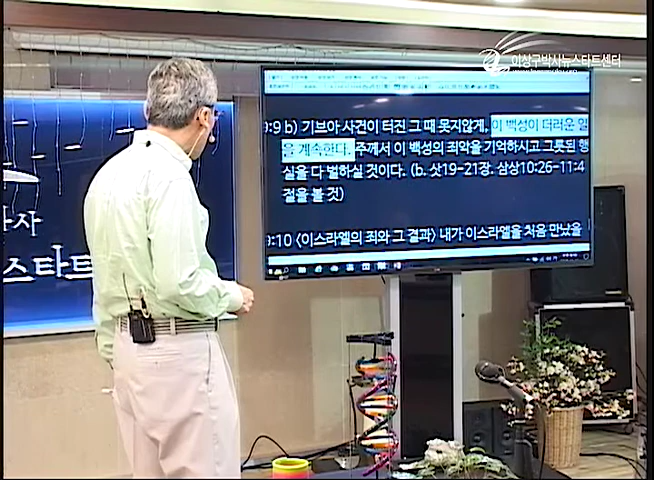 이상구박사뉴스타트센터
:9 b) 기브아 사건이 터진 그 때 못지않게, 이 백성이 더러운 일
을 계속한다. 주께서 이 백성의 죄악을 기억하시고 그릇된 행
실을 다 벌하실 것이다. (b. 삿19-21장. 삼상10:26-11:4
절을 볼 것)
:10 <이스라엘의 죄와 그 결과> 내가 이스라엘을 처음 만났을
사
스타트